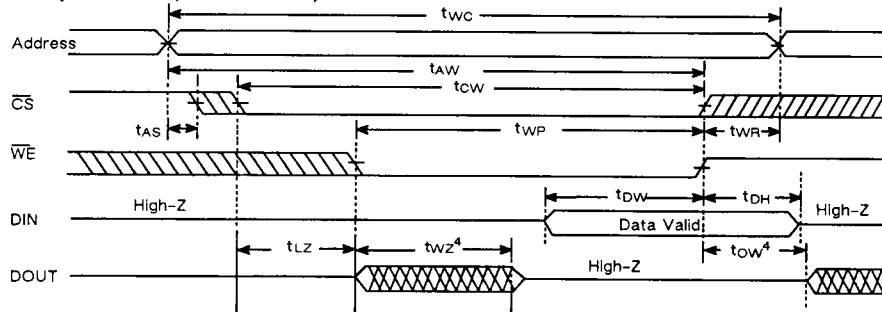 tWC
Address
tAW
tCW
CS
tAS
tWP
tWR
WE
tDW
tDH
DIN
High-Z
Data Valid
High-Z
tLZ
tWZ4
High-Z
tOW4
DOUT